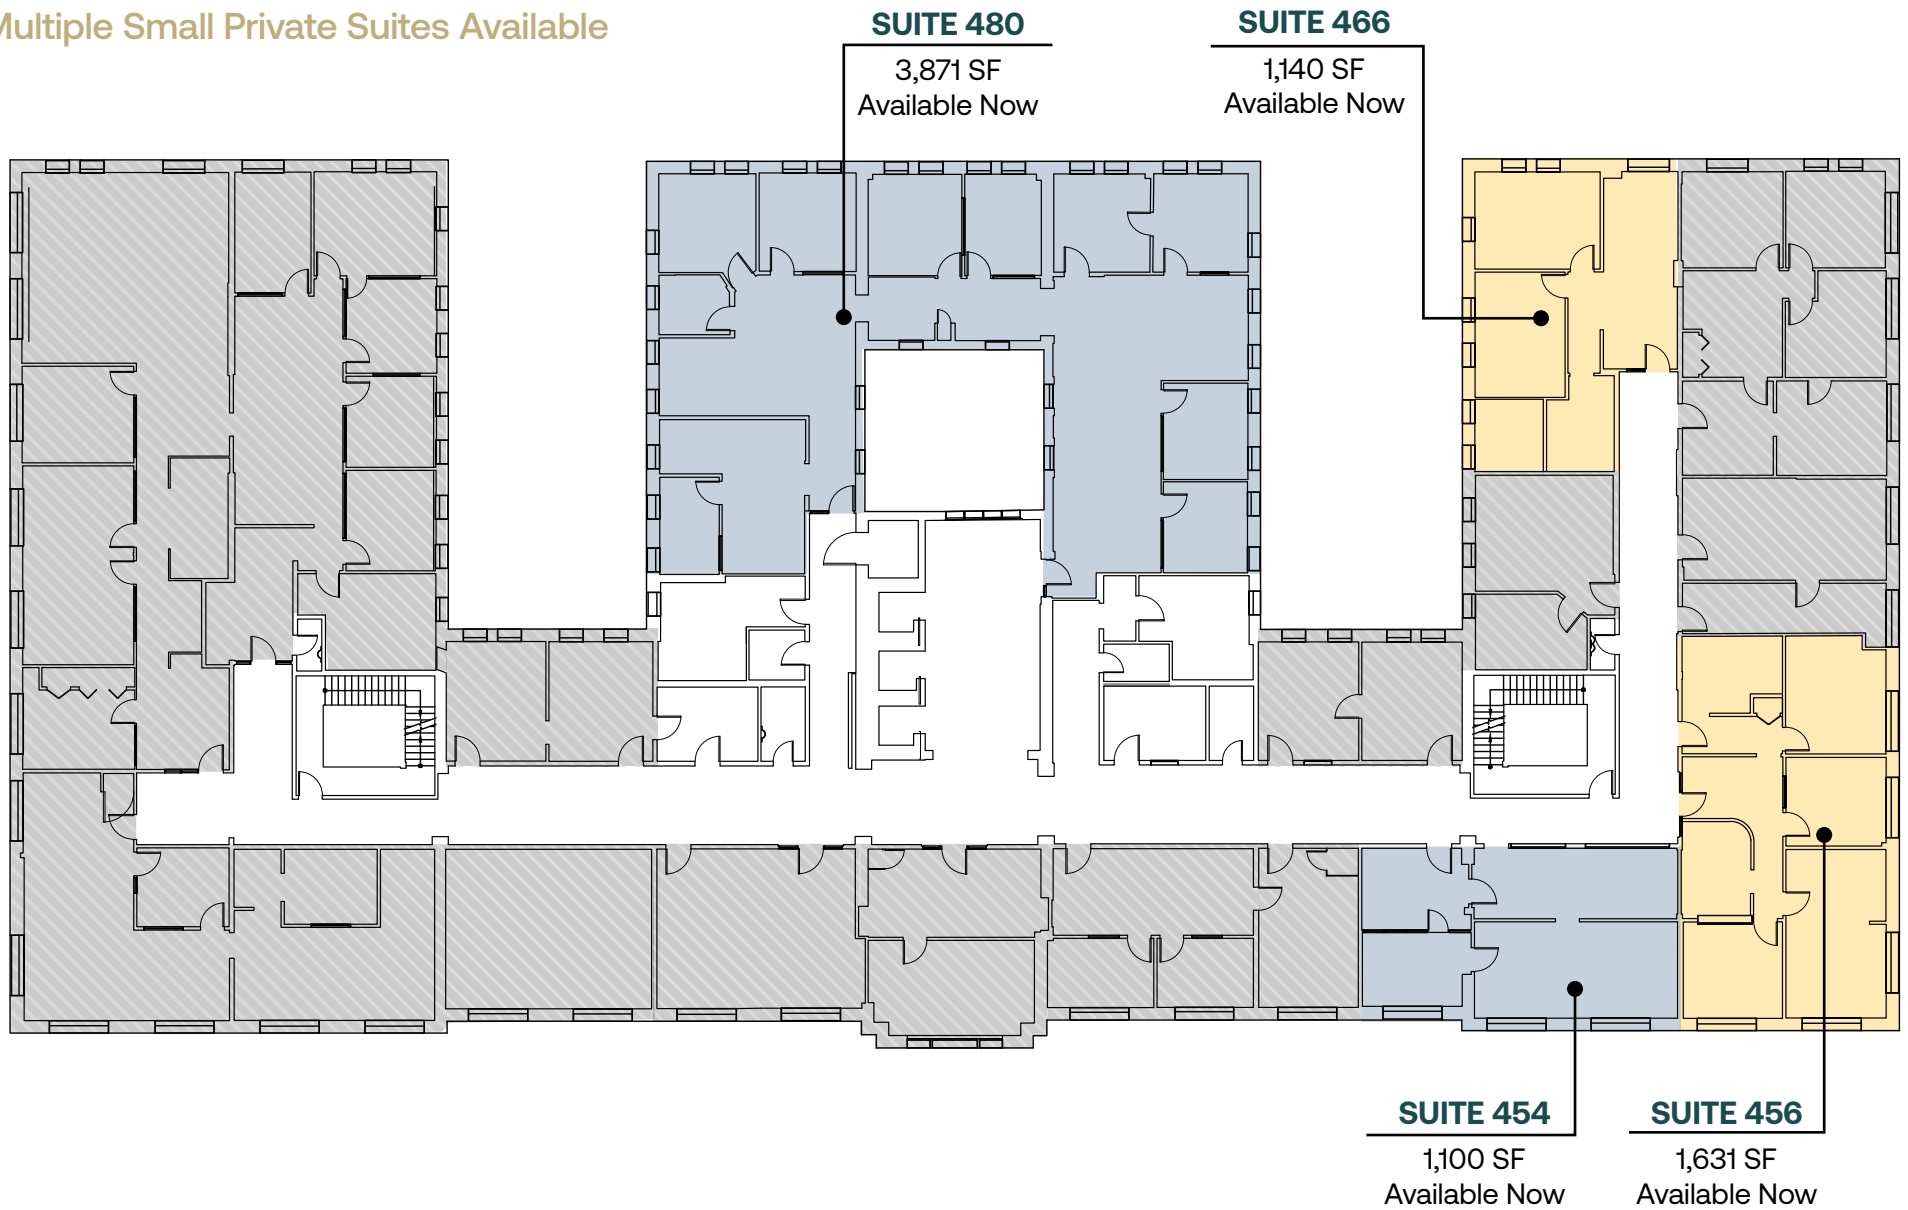 Multiple Small Private Suites Available
SUITE 480
3,871 SF
Available Now
SUITE 466
1,140 SF
Available Now
SUITE 454
1,100 SF
Available Now
SUITE 456
1,631 SF
Available Now